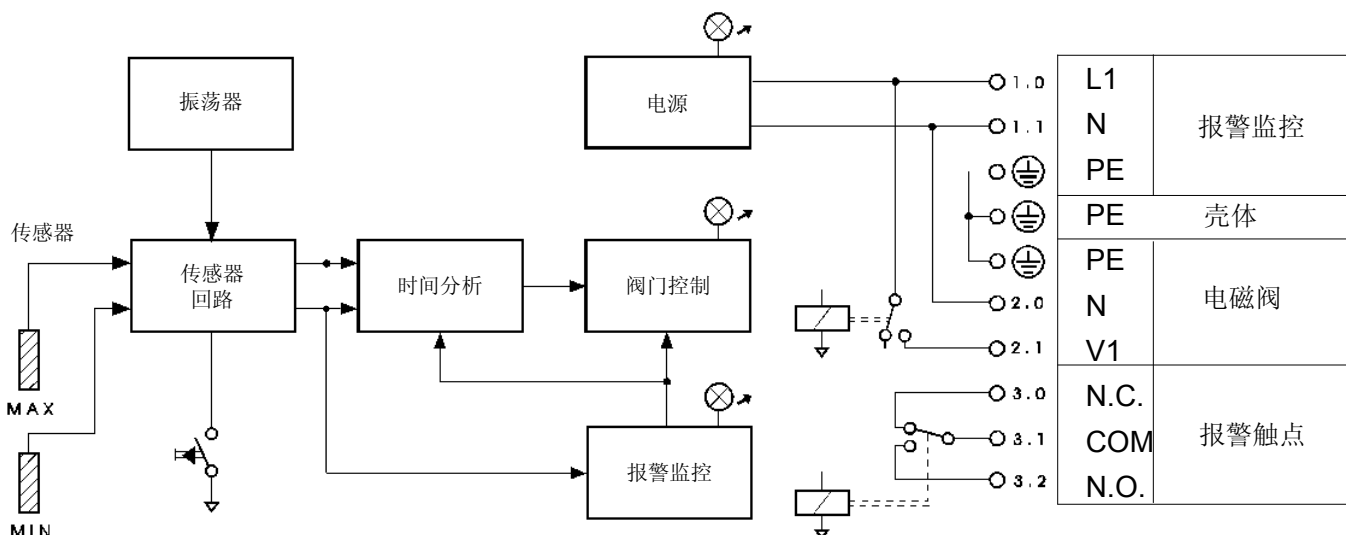 振荡器
电源
传感器
传感器
回路
时间分析
阀门控制
报警监控
MAX
MIN
1.0 L1
1.1 N
PE
报警监控
PE 壳体
PE
2.0 N
2.1 V1
电磁阀
3.0 N.C.
3.1 COM
3.2 N.O.
报警触点